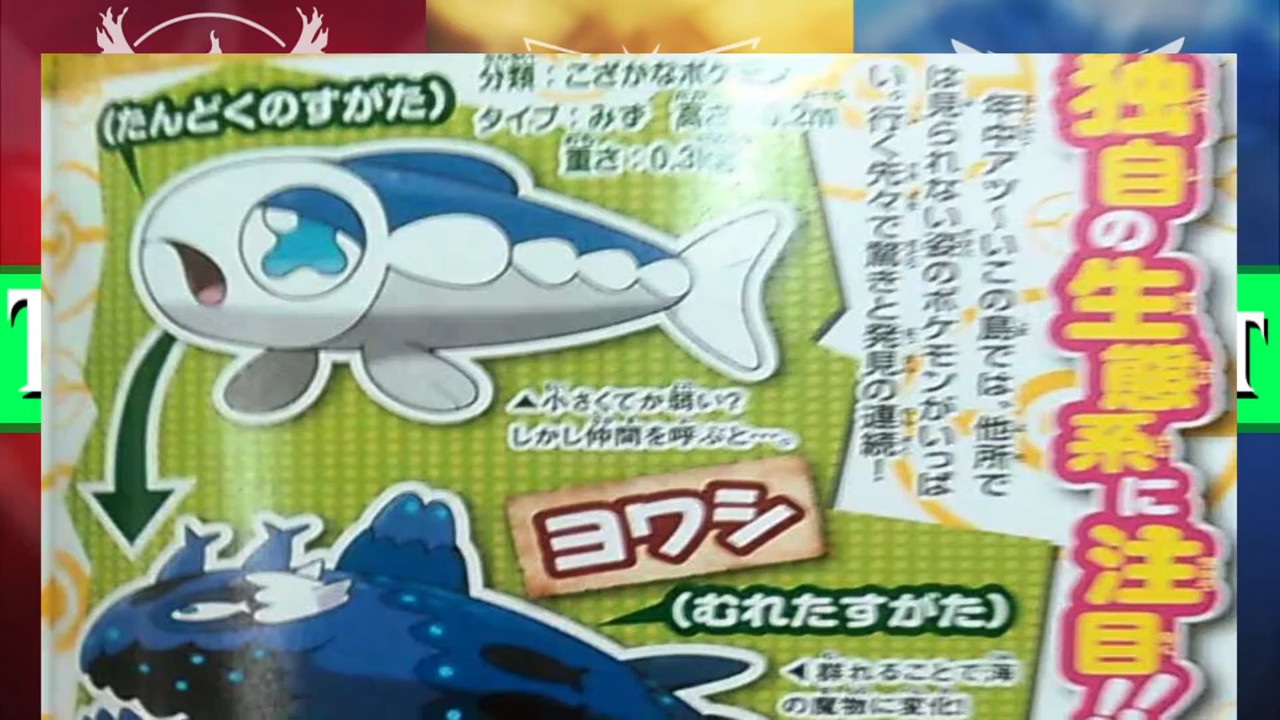 独自の生態系に注目!!
年中アツ～いこの島では、他所で
は見られない姿のポケモンがいっぱ
い。行く先々で驚きと発見の連続!
(たんどくのすがた)
分類：こざかなポケモン
タイプ：みず 高さ：0.2m
重さ：0.3kg
▲小さくてか弱い?
しかし仲間を呼ぶと…。
ヨワシ
(むれたすがた)
◀群れることで海
の魔物に変化!
T
T